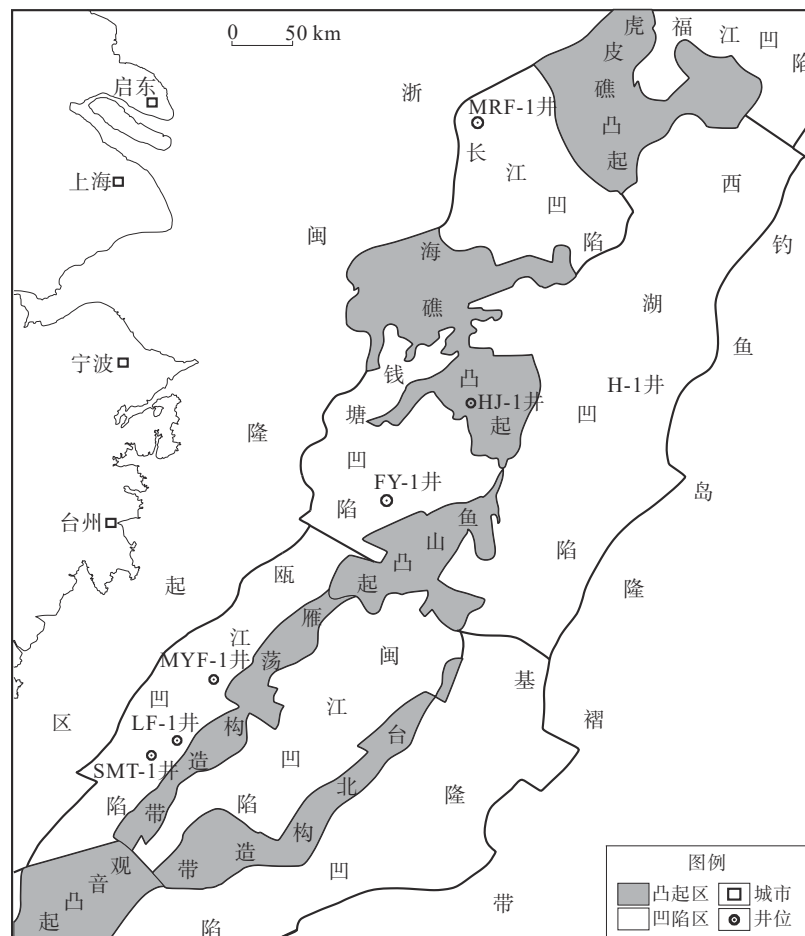 0 50 km
启东
上海
宁波
台州
浙闽隆起区
虎皮礁凸起
福江凹陷
MRF-1井
长江凹陷
西湖凹陷
钓鱼岛隆褶带
海礁凸起
钱塘凹陷
HJ-1井
H-1井
FY-1井
鱼山凸起
瓯江凹陷
雁荡构造带
MYF-1井
LF-1井
SMT-1井
闽江凹陷
台北构造带
基隆凹陷
观音凸起
图例
凸起区 城市
凹陷区 井位